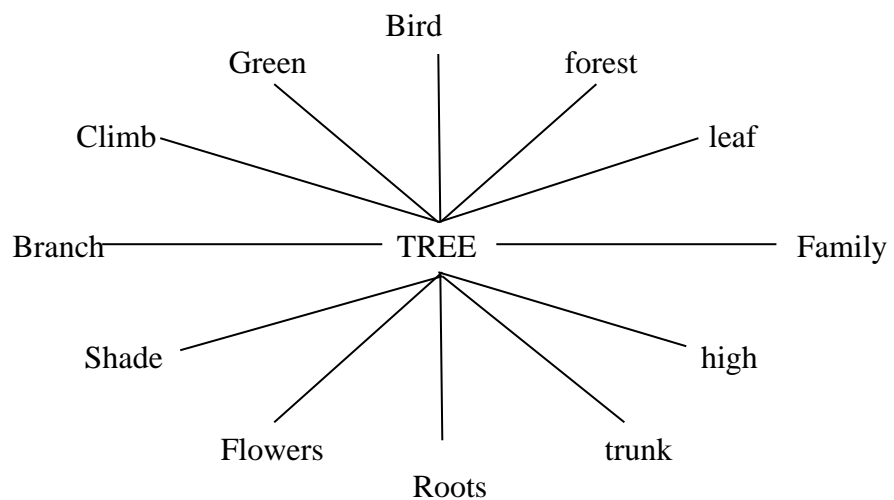 Bird
Green forest
Climb leaf
Branch TREE Family
Shade high
Flowers trunk
Roots